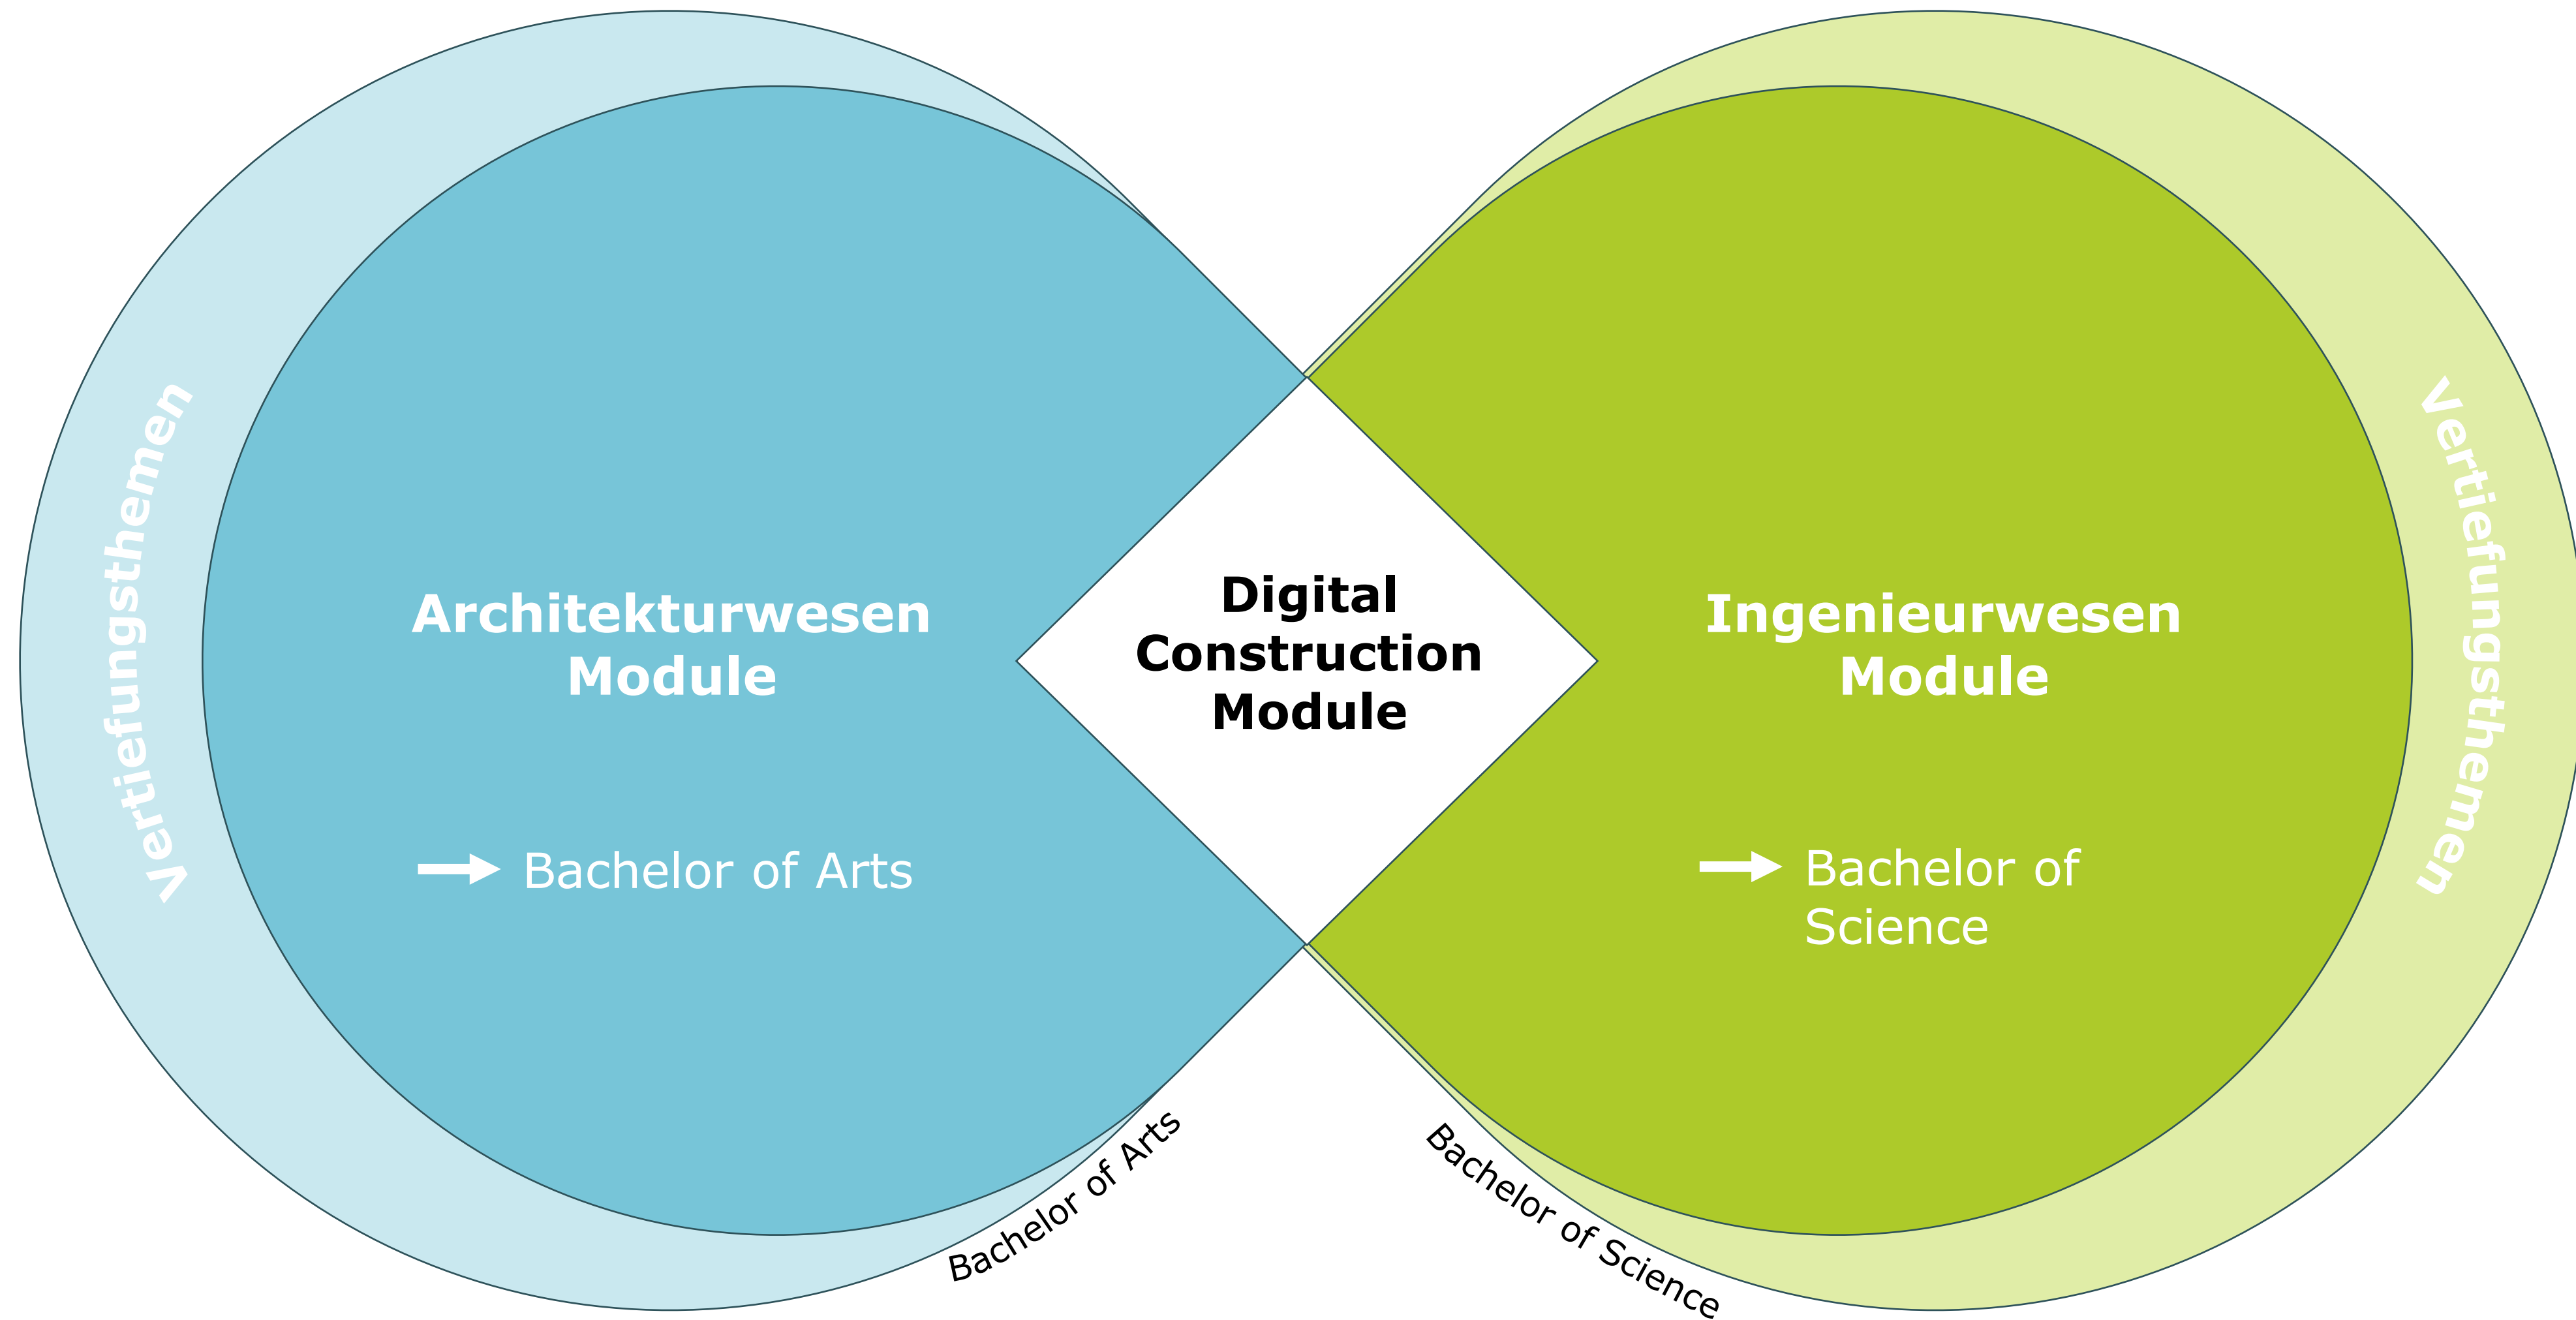 Vertiefungsthemen
Architekturwesen
Module
Bachelor of Arts
Digital
Construction
Module
Ingenieurwesen
Module
Bachelor of
Science
Vertiefungsthemen
Bachelor of Arts
Bachelor of Science